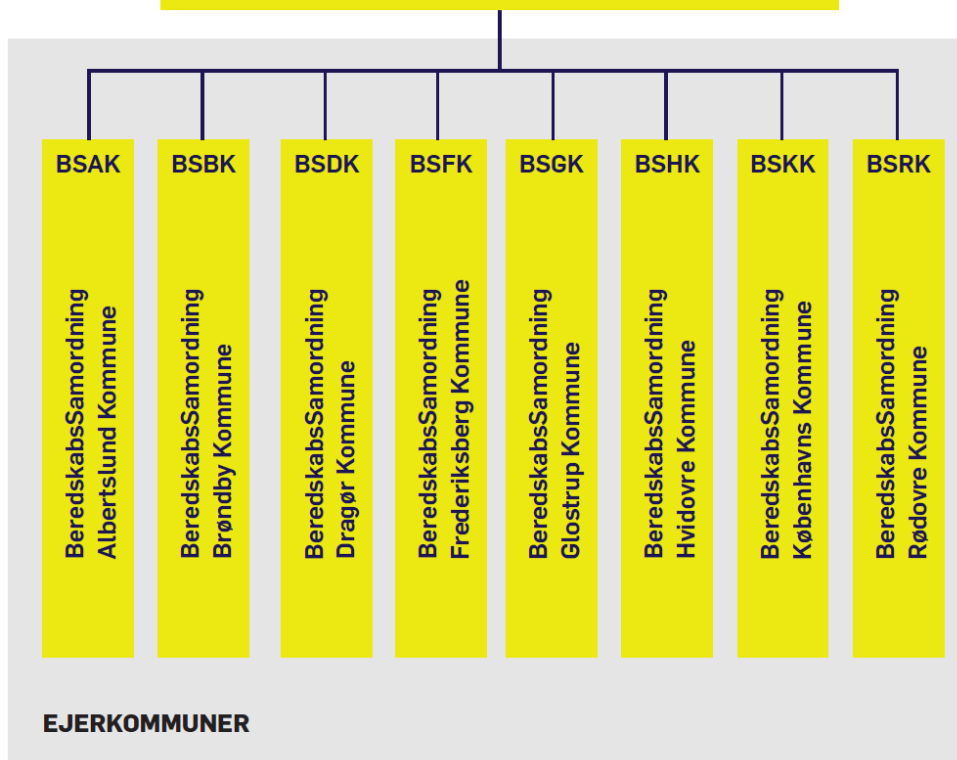 BSAK
BeredskabsSamordning
Albertslund Kommune
BSBK
BeredskabsSamordning
Brøndby Kommune
BSDK
BeredskabsSamordning
Dragør Kommune
BSFK
BeredskabsSamordning
Frederiksberg Kommune
BSGK
BeredskabsSamordning
Glostrup Kommune
BSHK
BeredskabsSamordning
Hvidovre Kommune
BSKK
BeredskabsSamordning
Københavns Kommune
BSRK
BeredskabsSamordning
Rødovre Kommune
EJERKOMMUNER